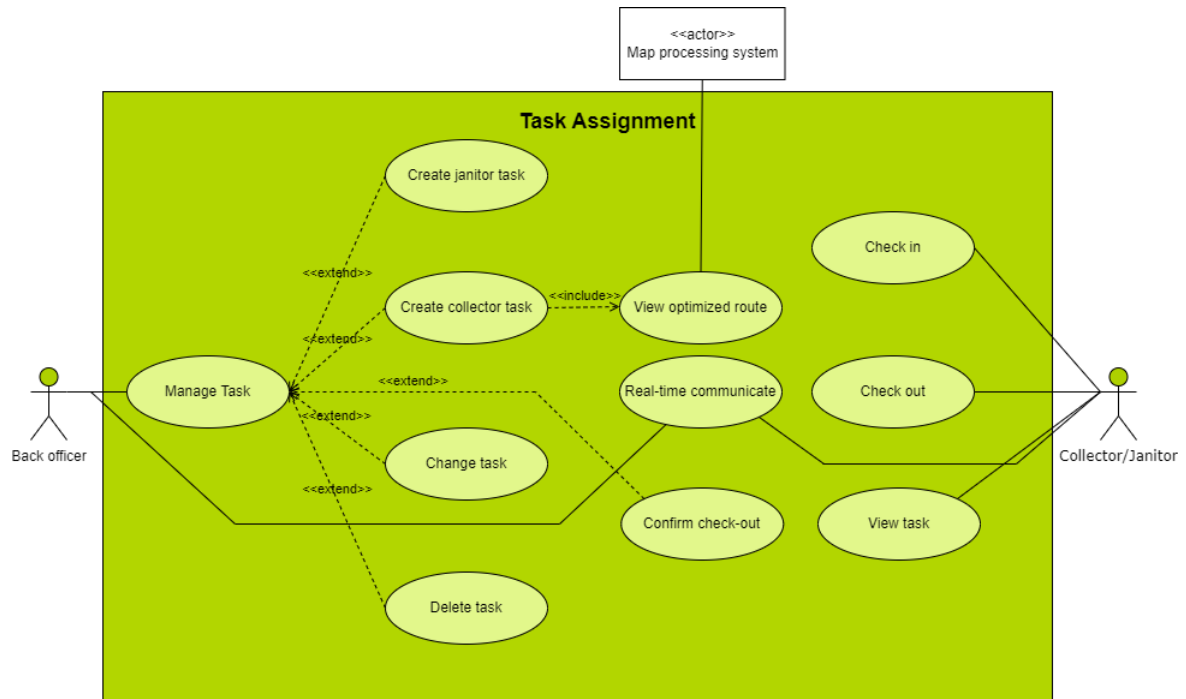 <<actor>>
Map processing system
Task Assignment
Create janitor task
Check in
<<extend>>
Create collector task
<<include>>
View optimized route
<<extend>>
Manage Task
<<extend>>
Real-time communicate
Check out
<<extend>>
Back officer
Collector/Janitor
Change task
<<extend>>
Confirm check-out
View task
Delete task